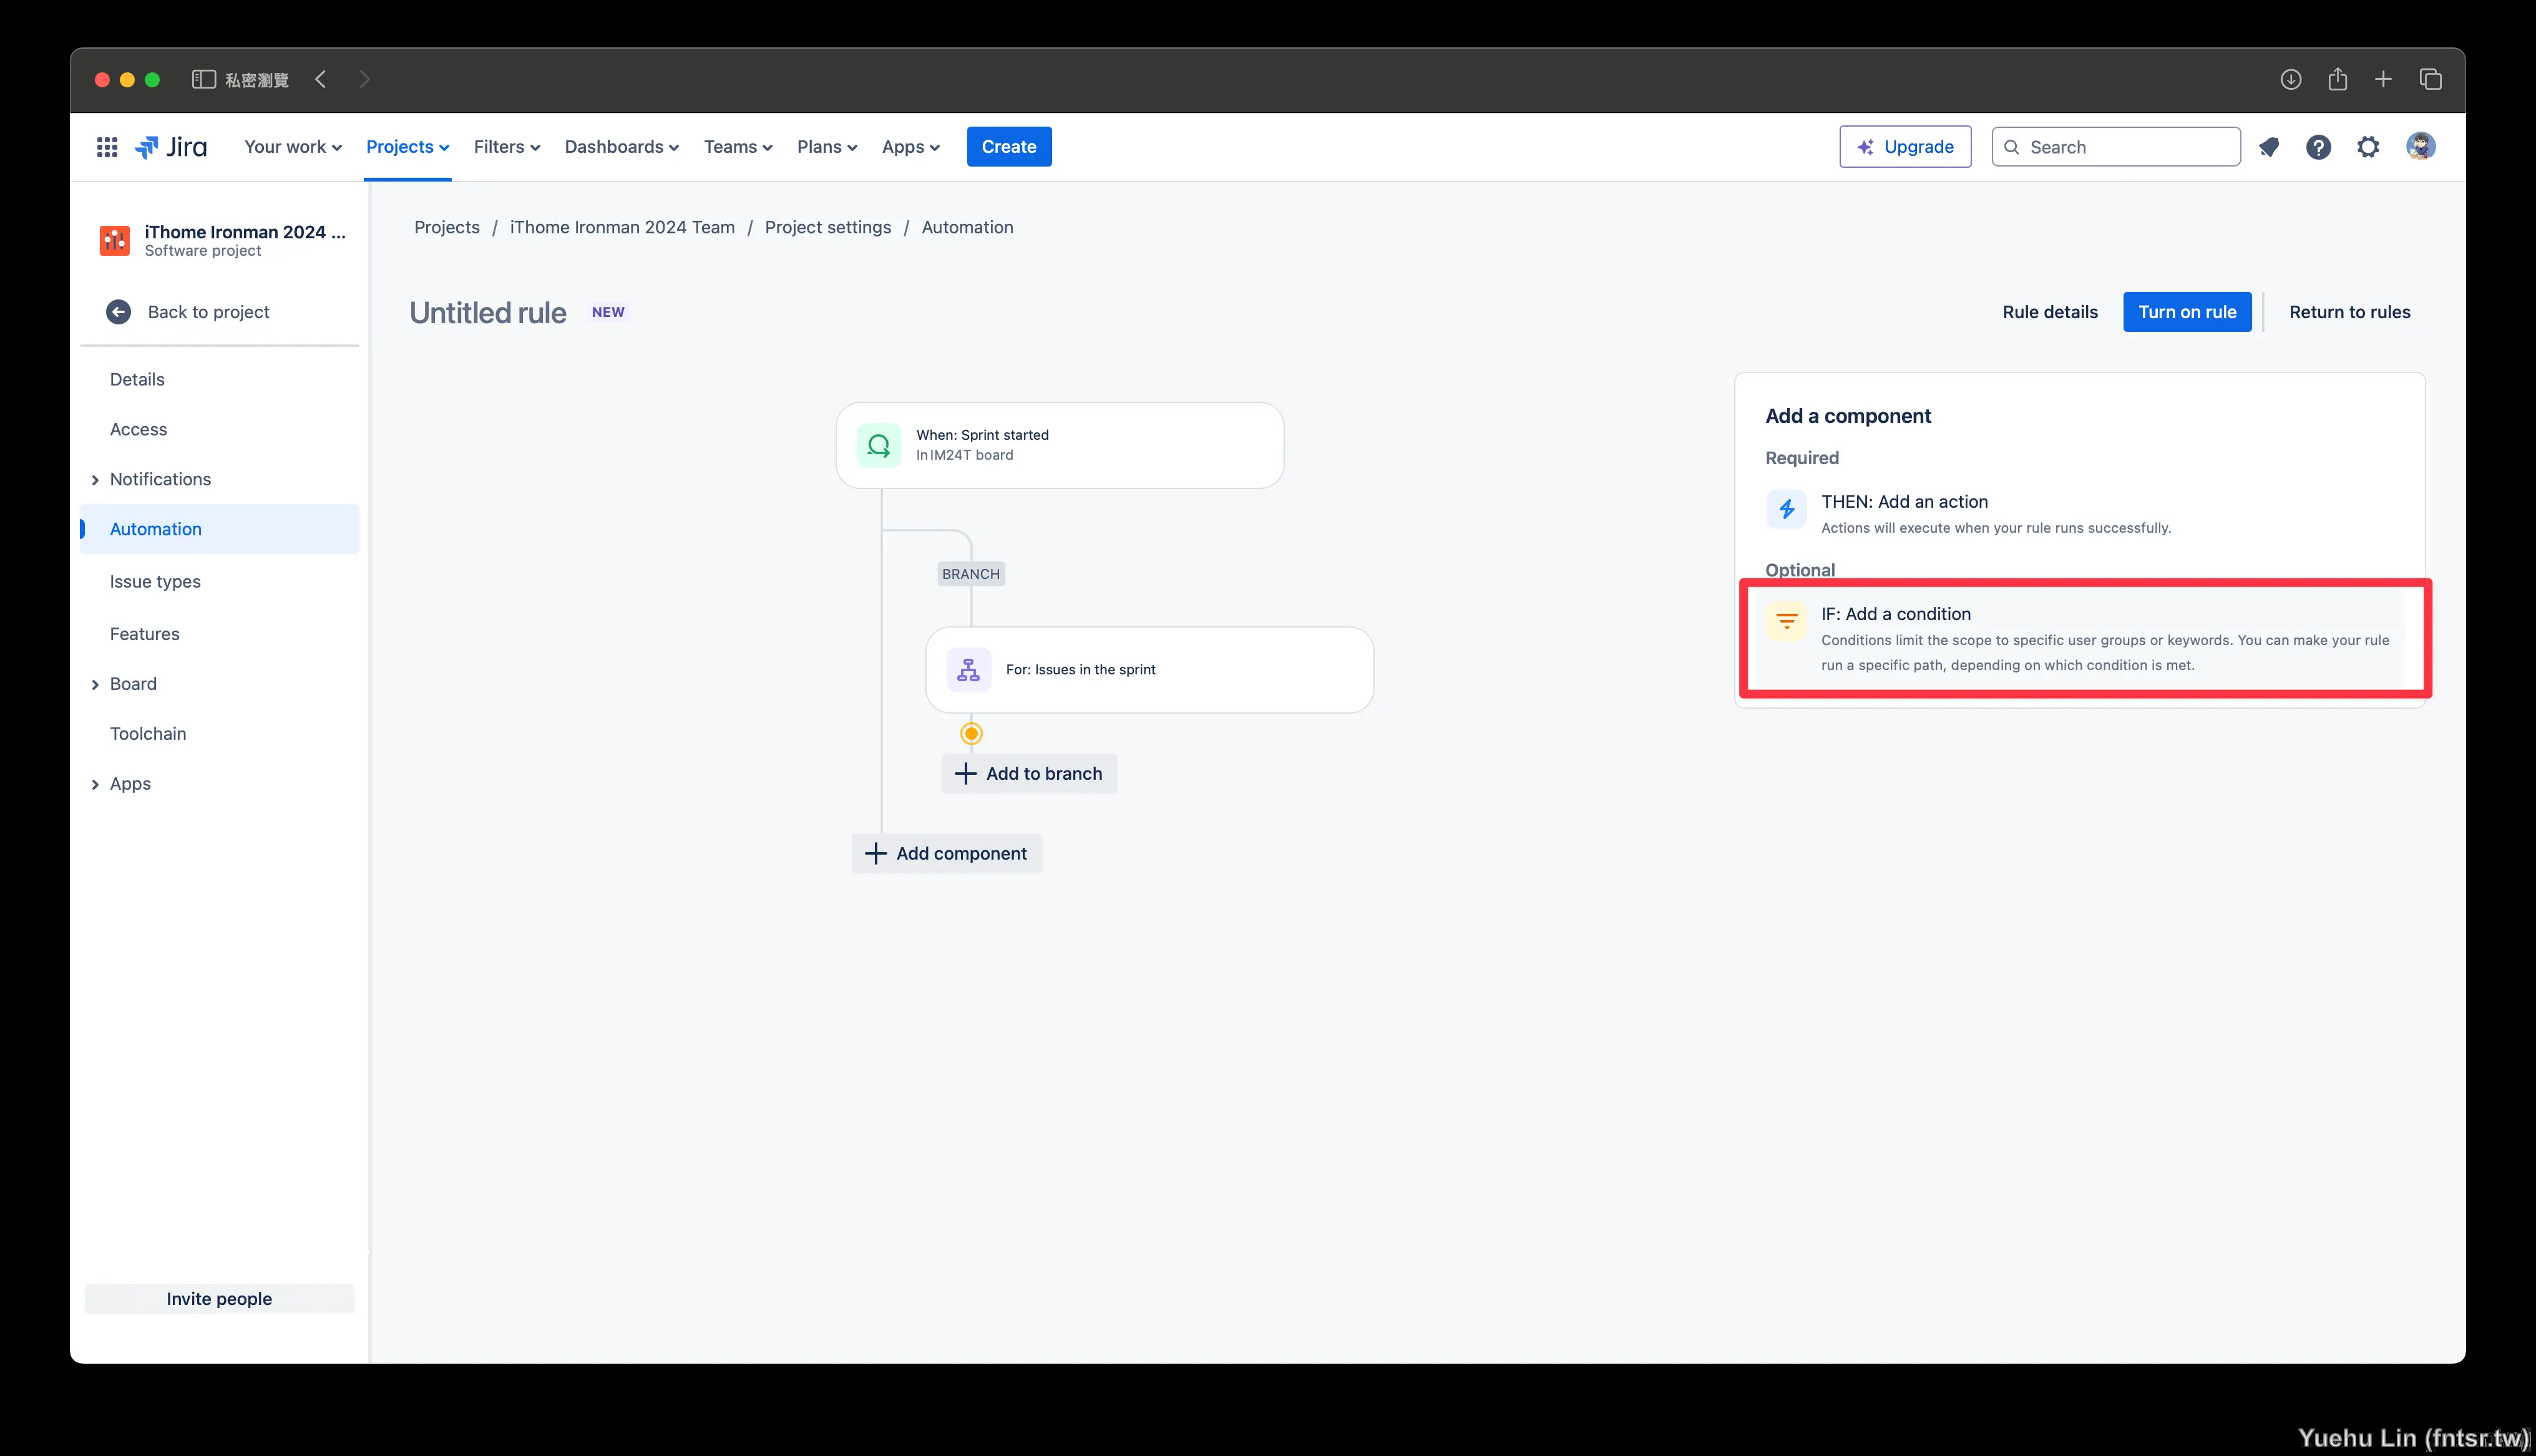 私密瀏覽
Jira
Your work
Projects
Filters
Dashboards
Teams
Plans
Apps
Create
Upgrade
Search
iThome Ironman 2024 ...
Software project
Back to project
Details
Access
Notifications
Automation
Issue types
Features
Board
Toolchain
Apps
Invite people
Projects / iThome Ironman 2024 Team / Project settings / Automation
Untitled rule NEW
Rule details
Turn on rule
Return to rules
When: Sprint started
In IM24T board
BRANCH
For: Issues in the sprint
Add to branch
Add component
Add a component
Required
THEN: Add an action
Actions will execute when your rule runs successfully.
Optional
IF: Add a condition
Conditions limit the scope to specific user groups or keywords. You can make your rule
run a specific path, depending on which condition is met.
Yuehu Lin (fntsr.tw)